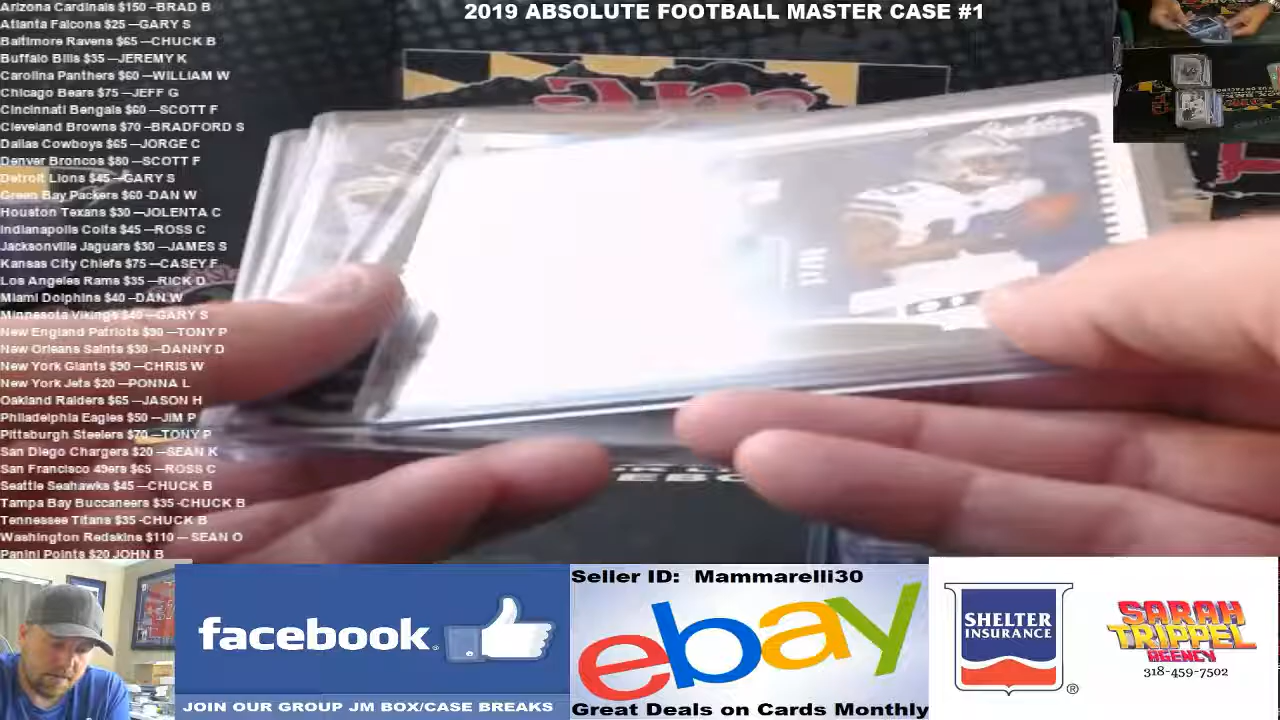 2019 ABSOLUTE FOOTBALL MASTER CASE #1
Arizona Cardinals $150 --BRAD B
Atlanta Falcons $25 --GARY S
Baltimore Ravens $65 --CHUCK B
Buffalo Bills $35 --JEREMY K
Carolina Panthers $60 --WILLIAM W
Chicago Bears $75 --JEFF G
Cincinnati Bengals $60 --SCOTT F
Cleveland Browns $70 --BRADFORD S
Dallas Cowboys $65 --JORGE C
Denver Broncos $80 --SCOTT F
Detroit Lions $45 --GARY S
Green Bay Packers $60 -DAN W
Houston Texans $30 --JOLENTA C
Indianapolis Colts $45 --ROSS C
Jacksonville Jaguars $30 --JAMES S
Kansas City Chiefs $75 --CASEY F
Los Angeles Rams $35 --RICK D
Miami Dolphins $40 --DAN W
Minnesota Vikings $40 --GARY S
New England Patriots $90 --TONY P
New Orleans Saints $30 --DANNY D
New York Giants $90 --CHRIS W
New York Jets $20 --PONNA L
Oakland Raiders $65 --JASON H
Philadelphia Eagles $50 --JIM P
Pittsburgh Steelers $70 --TONY P
San Diego Chargers $20 --SEAN K
San Francisco 49ers $65 --ROSS C
Seattle Seahawks $45 --CHUCK B
Tampa Bay Buccaneers $35 -CHUCK B
Tennessee Titans $35 -CHUCK B
Washington Redskins $110 --- SEAN O
Panini Points $20 JOHN B
facebook
JOIN OUR GROUP JM BOX/CASE BREAKS
Seller ID: Mammarelli30
ebay
Great Deals on Cards Monthly
SHELTER
INSURANCE
®
SARAH
TRIPPEL
AGENCY
318-459-7502